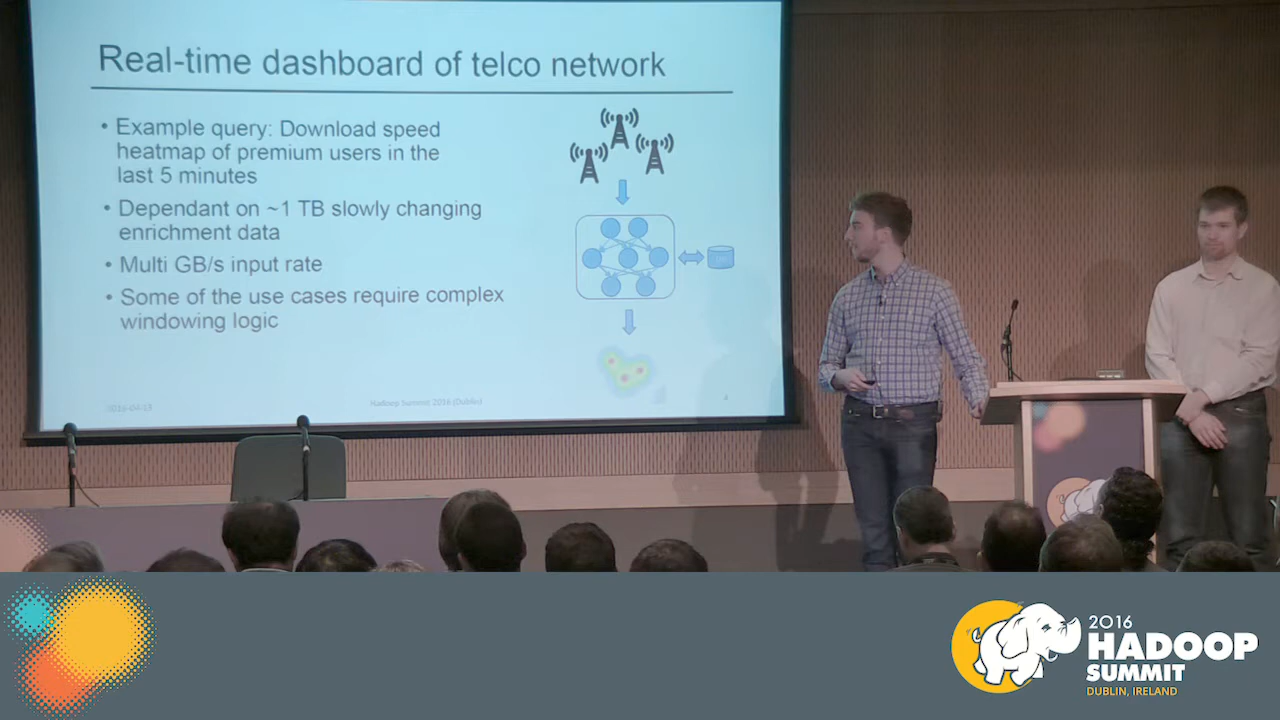 Real-time dashboard of telco network
• Example query: Download speed
heatmap of premium users in the
last 5 minutes
• Dependant on ~1 TB slowly changing
enrichment data
• Multi GB/s input rate
• Some of the use cases require complex
windowing logic
2016-04-13
Hadoop Summit 2016 (Dublin)
4
2016
HADOOP
SUMMIT
DUBLIN, IRELAND